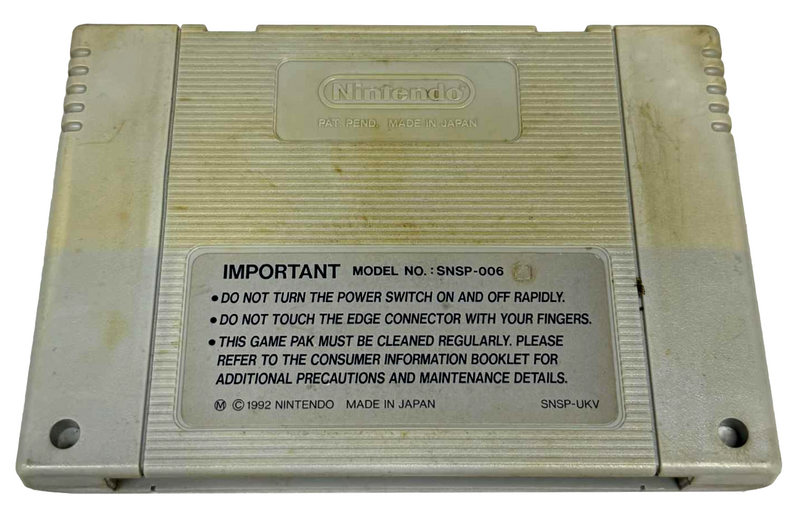 Nintendo
PAT. PEND. MADE IN JAPAN
IMPORTANT MODEL NO. : SNSP-006
• DO NOT TURN THE POWER SWITCH ON AND OFF RAPIDLY.
• DO NOT TOUCH THE EDGE CONNECTOR WITH YOUR FINGERS.
• THIS GAME PAK MUST BE CLEANED REGULARLY. PLEASE
REFER TO THE CONSUMER INFORMATION BOOKLET FOR
ADDITIONAL PRECAUTIONS AND MAINTENANCE DETAILS.
Ⓜ © 1992 NINTENDO MADE IN JAPAN SNSP-UKV